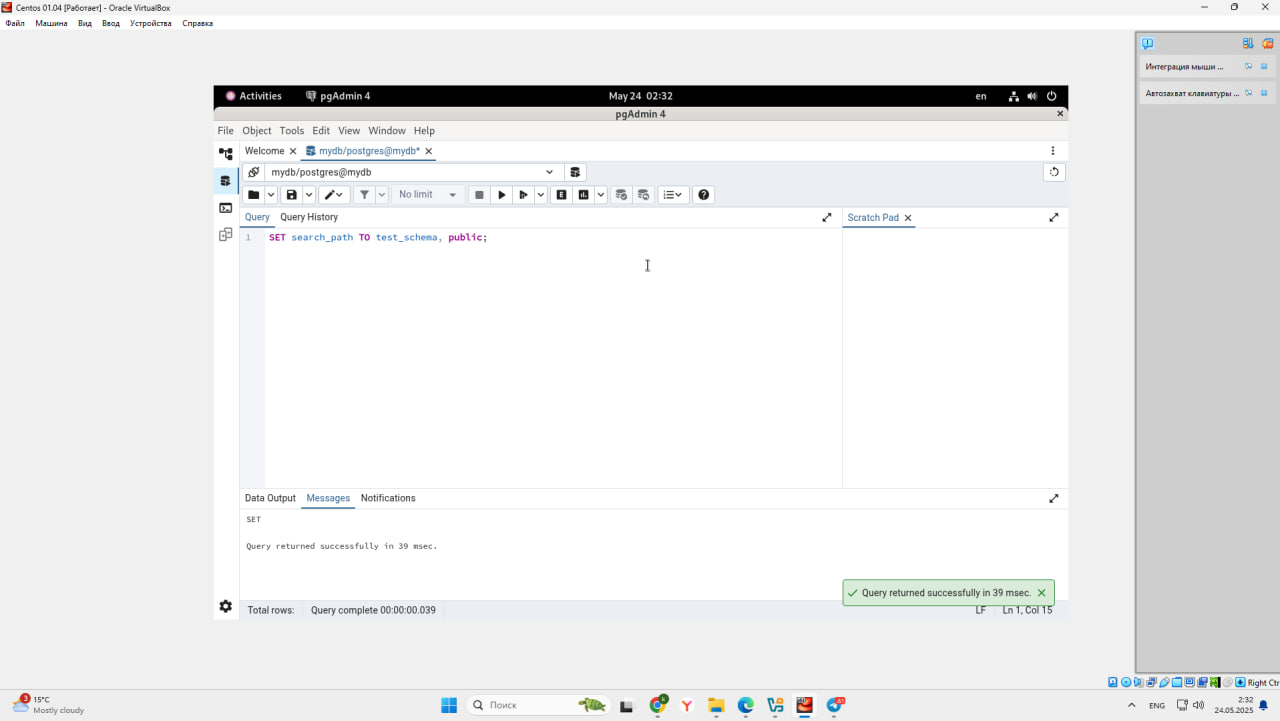 Centos 01.04 [Работает] - Oracle VirtualBox
Файл Машина Вид Ввод Устройства Справка
Интеграция мыши ...
Автозахват клавиатуры ...
Activities pgAdmin 4 May 24 02:32 en
pgAdmin 4
File Object Tools Edit View Window Help
Welcome mydb/postgres@mydb*
mydb/postgres@mydb
No limit E
Query Query History Scratch Pad
1 SET search_path TO test_schema, public;
Data Output Messages Notifications
SET
Query returned successfully in 39 msec.
Query returned successfully in 39 msec.
Total rows: Query complete 00:00:00.039 LF Ln 1, Col 15
Right Ctrl
3 15°C
Mostly cloudy
Поиск
ENG
2:32
24.05.2025